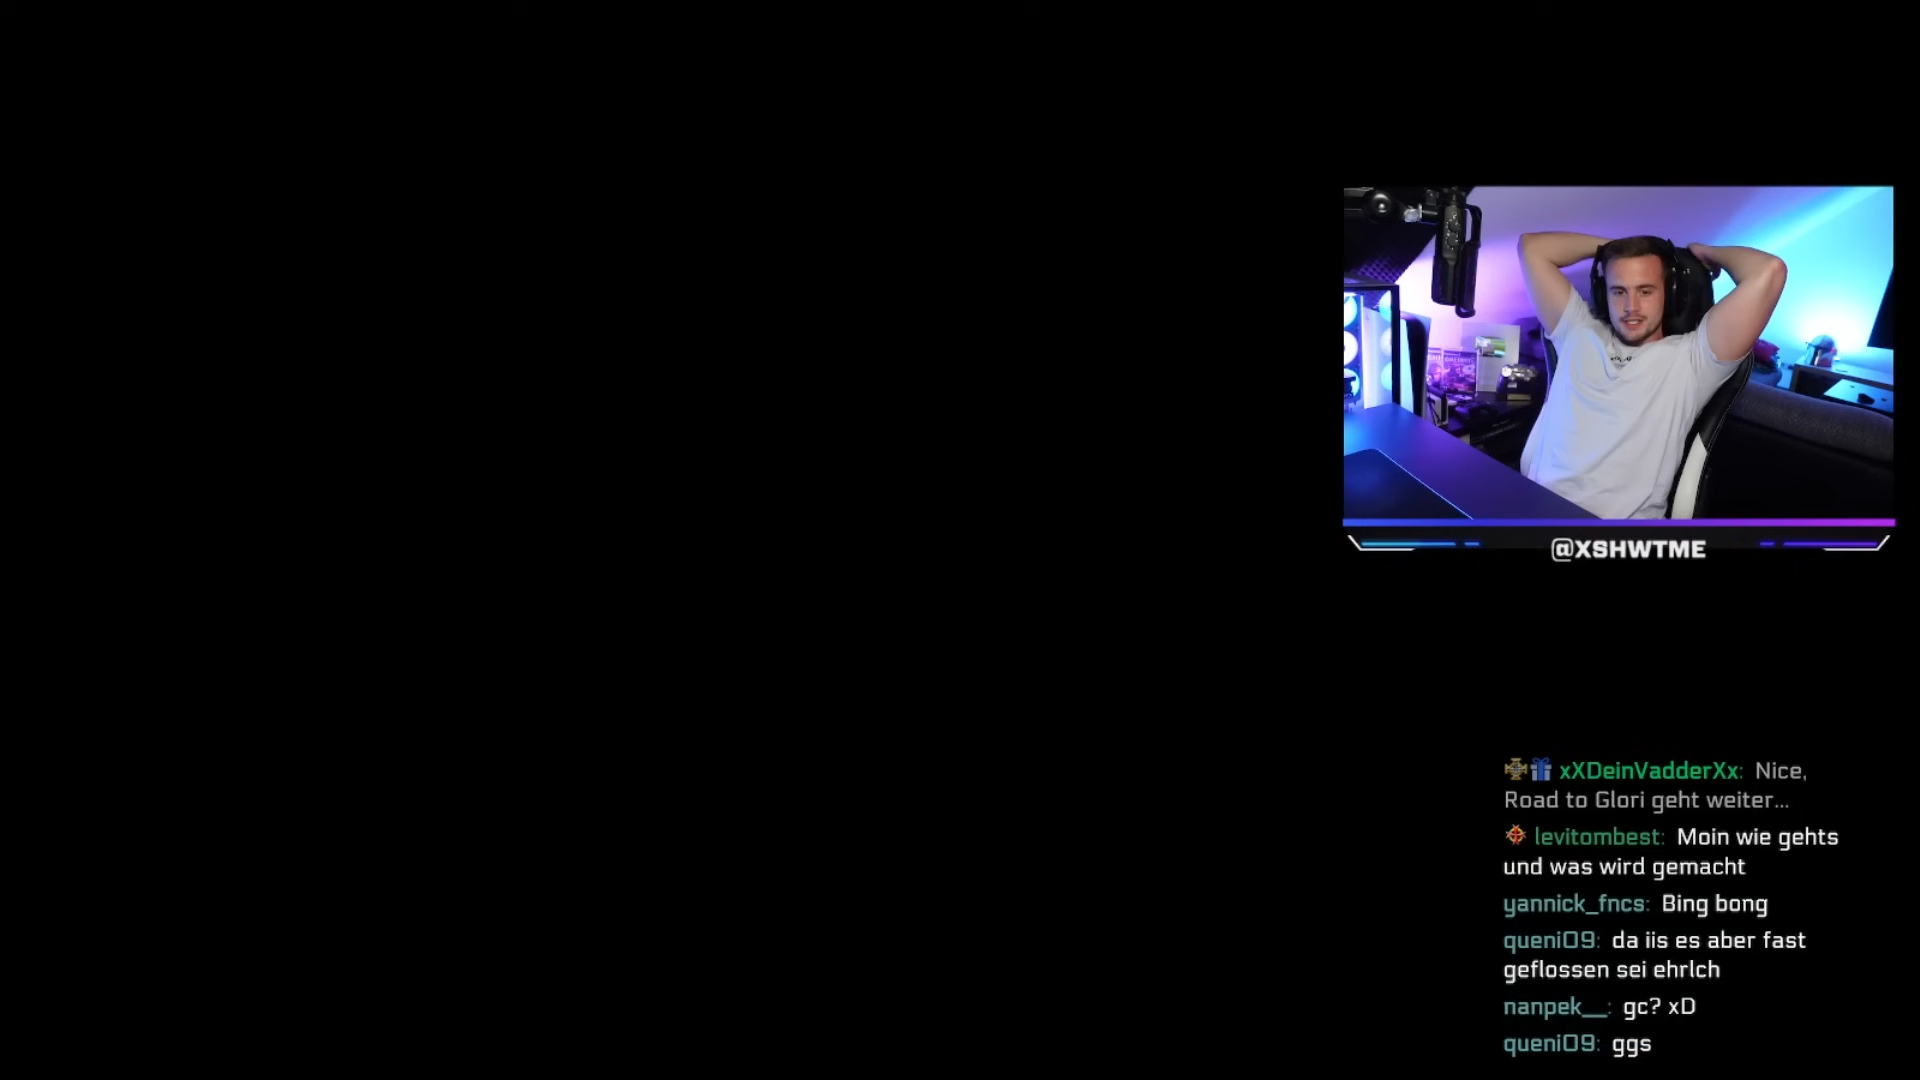 @XSHWTME
xXDeinVadderXx: Nice,
Road to Glori geht weiter...
levitombest: Moin wie gehts
und was wird gemacht
yannick_fncs: Bing bong
queni09: da iis es aber fast
geflossen sei ehrlch
nanpek__: gc? xD
queni09: ggs